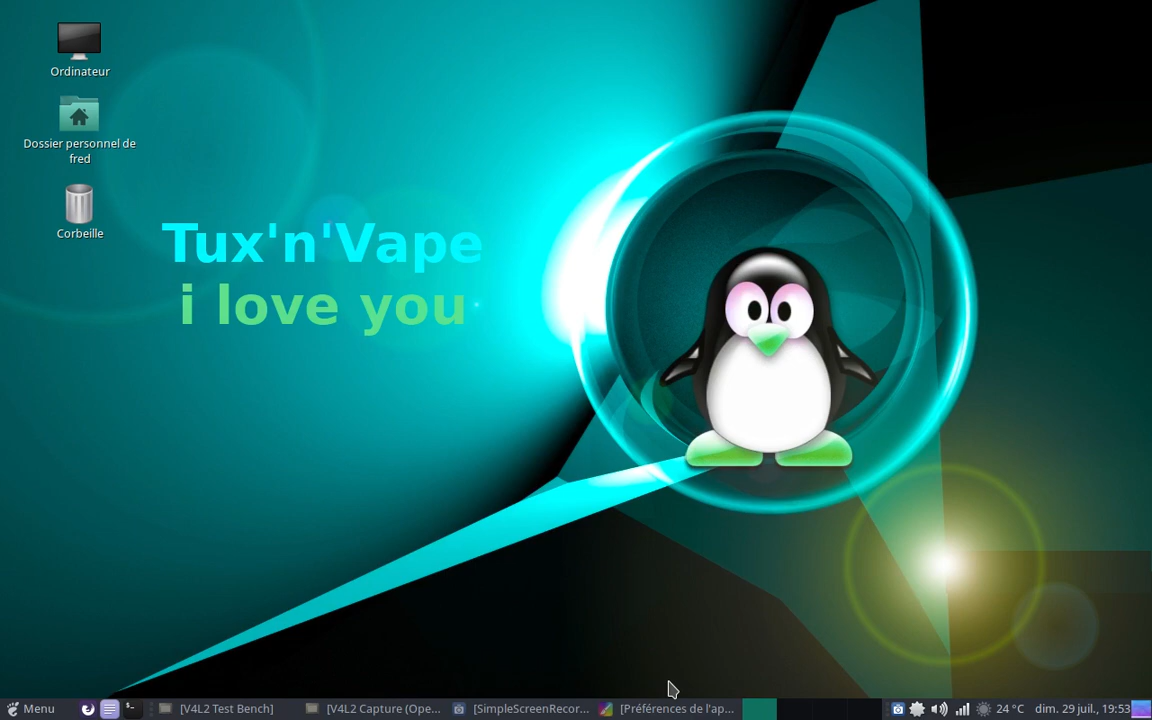 Ordinateur
Dossier personnel de
fred
Corbeille
Tux'n'Vape
i love you
Menu
[V4L2 Test Bench]
[V4L2 Capture (Ope...
[SimpleScreenRecor...
[Préférences de l'ap...
24 °C
dim. 29 juil., 19:53